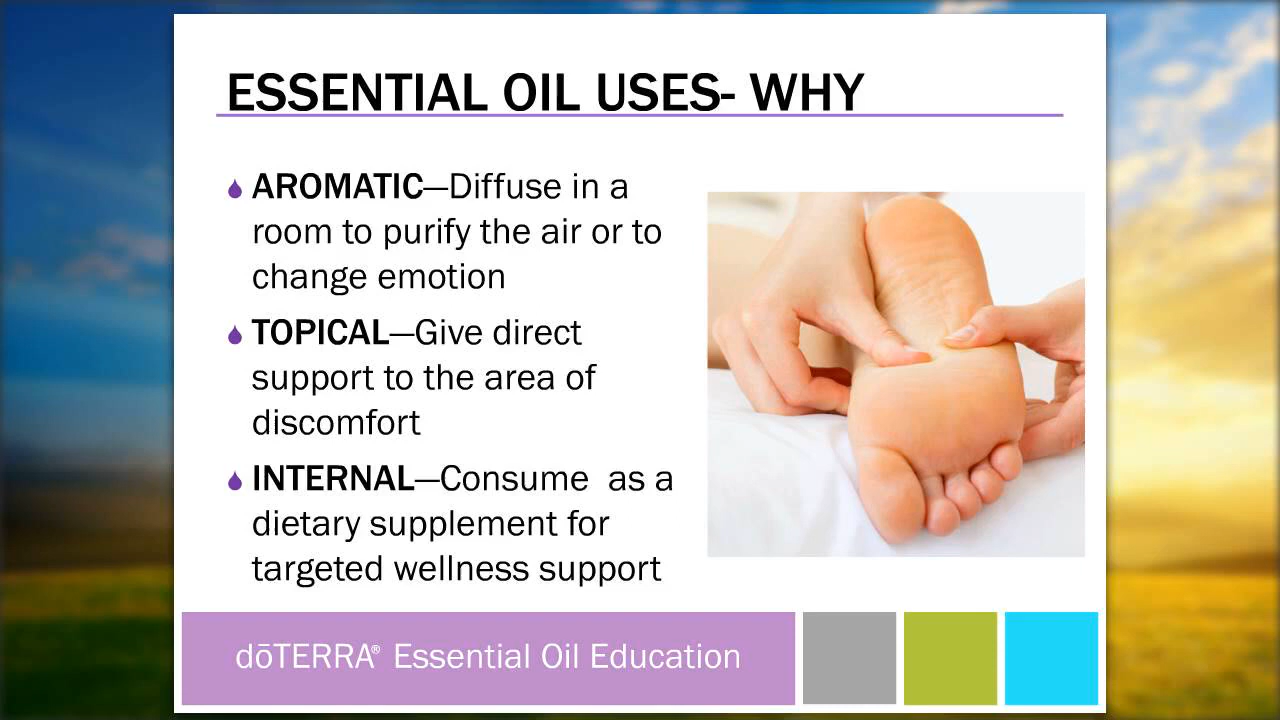 ESSENTIAL OIL USES- WHY
AROMATIC—Diffuse in a
room to purify the air or to
change emotion
TOPICAL—Give direct
support to the area of
discomfort
INTERNAL—Consume  as a
dietary supplement for
targeted wellness support
dōTERRA® Essential Oil Education